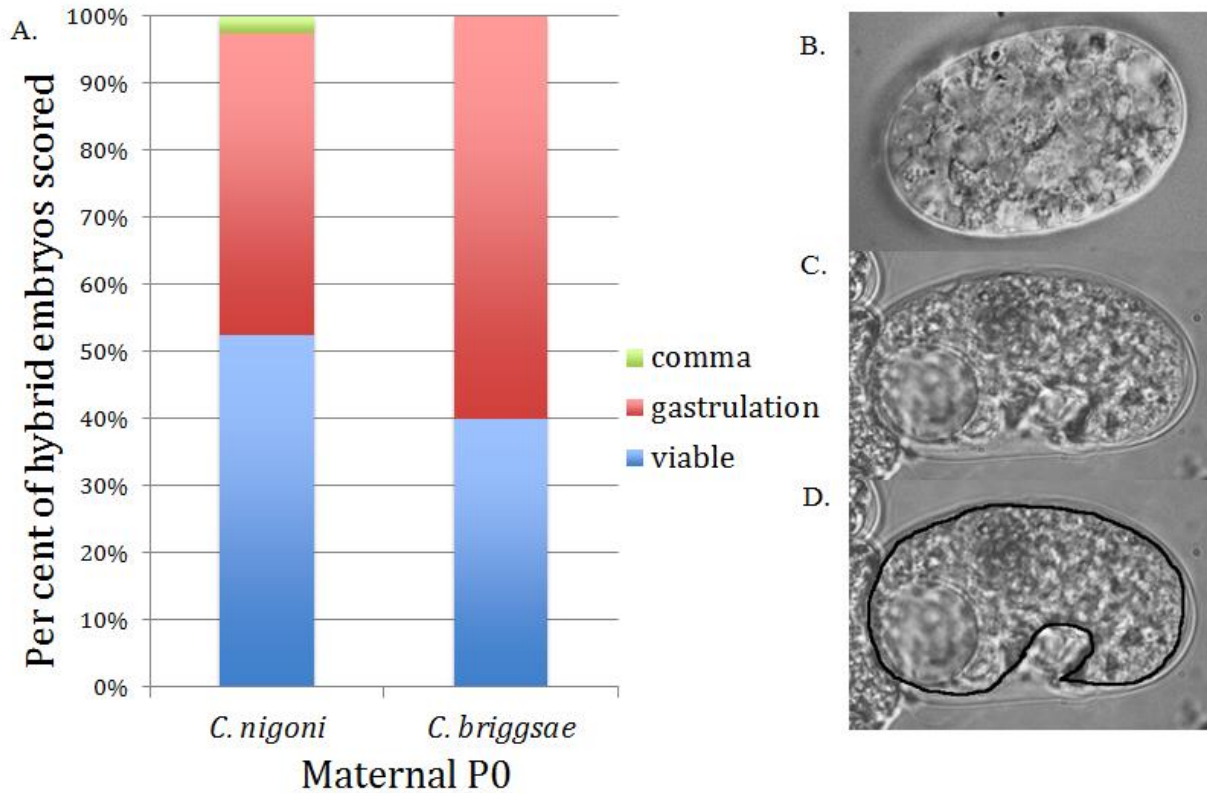 A.
Per cent of hybrid embryos scored
100%
90%
80%
70%
60%
50%
40%
30%
20%
10%
0%
C. nigoni
C. briggsae
Maternal P0
comma
gastrulation
viable
B.
C.
D.